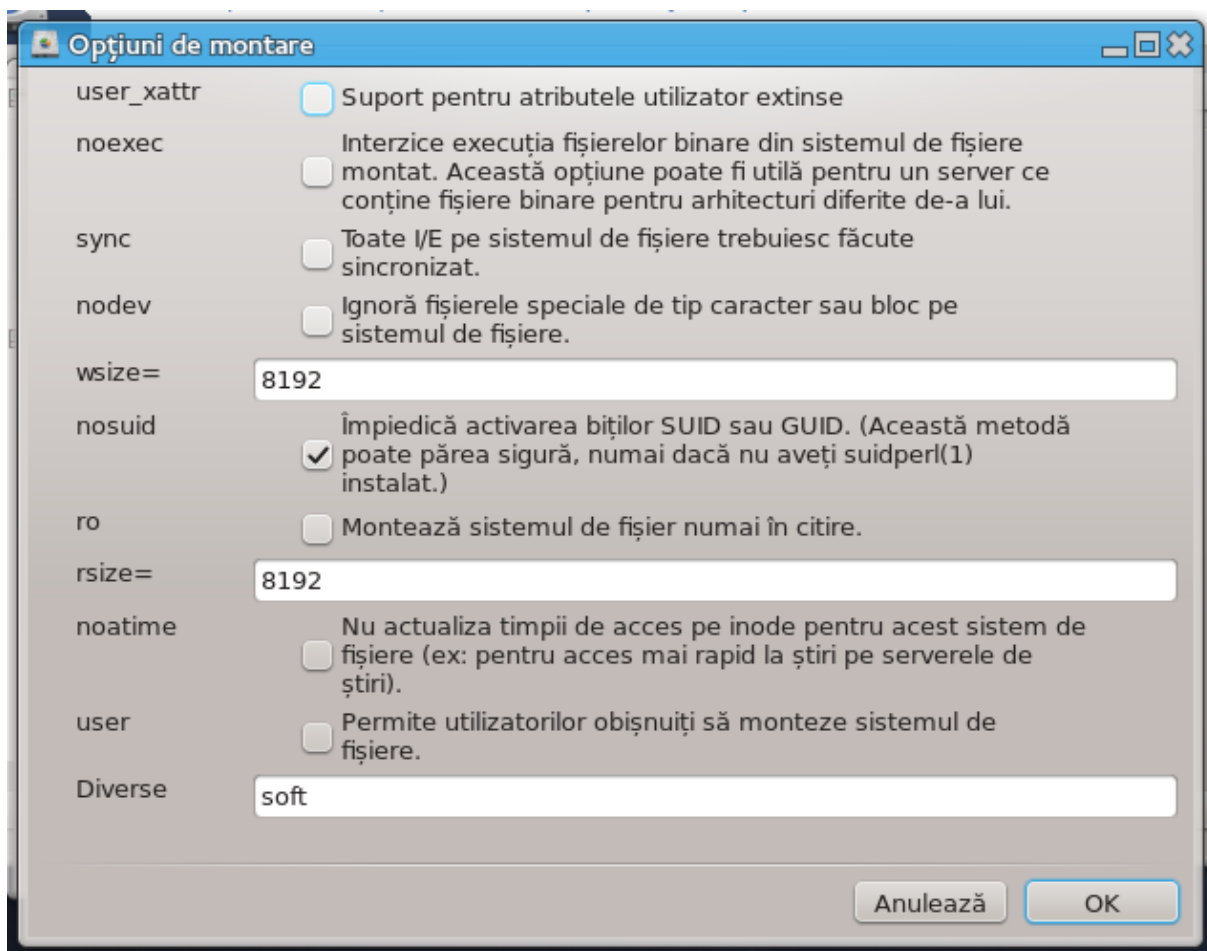 Opțiuni de montare
user_xattr
Suport pentru atributele utilizator extinse
noexec
Interzice execuția fișierelor binare din sistemul de fișiere
montat. Această opțiune poate fi utilă pentru un server ce
conține fișiere binare pentru arhitecturi diferite de-a lui.
sync
Toate I/E pe sistemul de fișiere trebuiesc făcute
sincronizat.
nodev
Ignoră fișierele speciale de tip caracter sau bloc pe
sistemul de fișiere.
wsize=
8192
nosuid
Împiedică activarea biților SUID sau GUID. (Această metodă
poate părea sigură, numai dacă nu aveți suidperl(1)
instalat.)
ro
Montează sistemul de fișier numai în citire.
rsize=
8192
noatime
Nu actualiza timpii de acces pe inode pentru acest sistem de
fișiere (ex: pentru acces mai rapid la știri pe serverele de
știri).
user
Permite utilizatorilor obișnuiți să monteze sistemul de
fișiere.
Diverse
soft
Anulează
OK